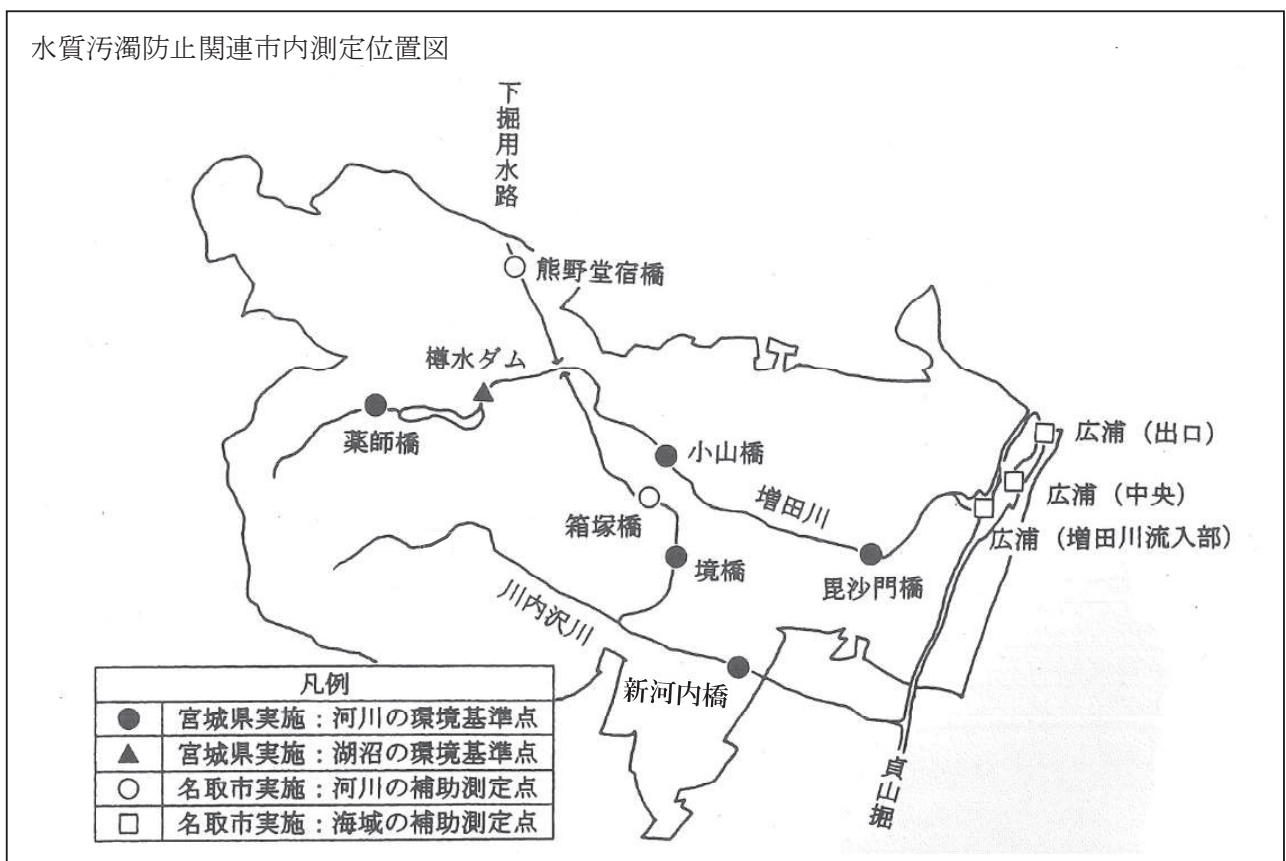 水質汚濁防止関連市内測定位置図
下掘用水路
熊野堂宿橋
樽水ダム
薬師橋
小山橋
広浦（出口）
広浦（中央）
広浦（増田川流入部）
増田川
箱塚橋
境橋
毘沙門橋
川内沢川
新河内橋
貞山掘
凡例
● 宮城県実施：河川の環境基準点
▲ 宮城県実施：湖沼の環境基準点
○ 名取市実施：河川の補助測定点
□ 名取市実施：海域の補助測定点